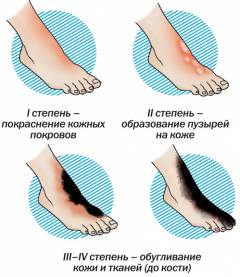 I степень –
покраснение кожных
покровов
II степень –
образование пузырей
на коже
III–IV степень – обугливание
кожи и тканей (до кости)